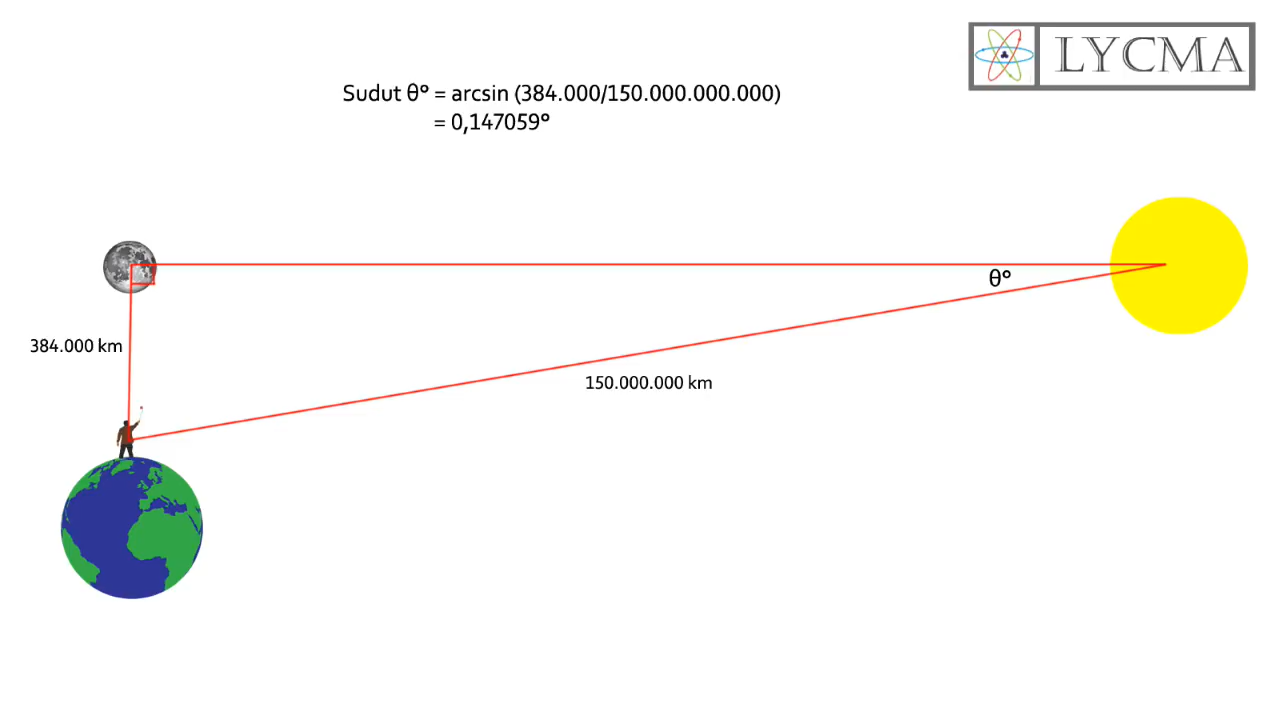 LYCMA
Sudut θ° = arcsin (384.000/150.000.000.000)
= 0,147059°
θ°
384.000 km
150.000.000 km